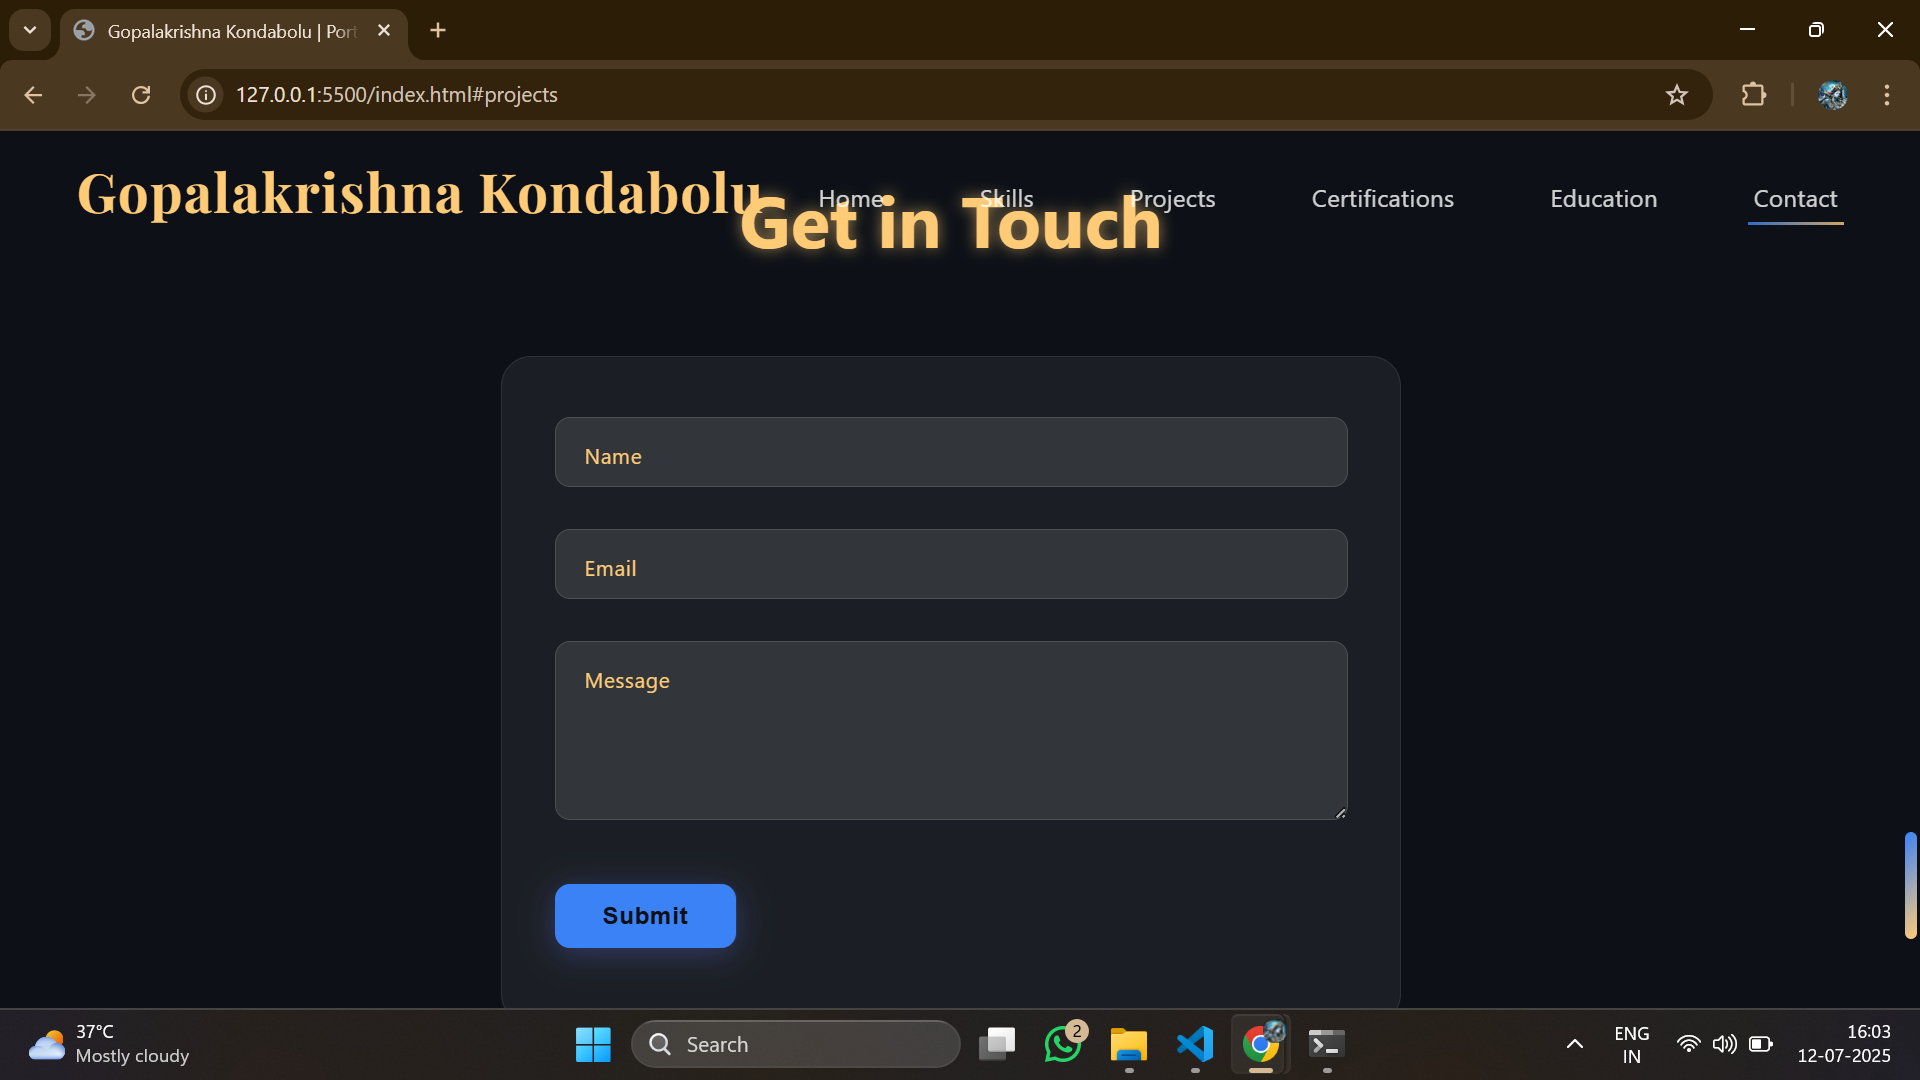 Gopalakrishna Kondabolu | Port
127.0.0.1:5500/index.html#projects
Gopalakrishna Kondabolu
Home
Skills
Projects
Certifications
Education
Contact
Get in Touch
Name
Email
Message
Submit
37°C
Mostly cloudy
Search
2
ENG
IN
16:03
12-07-2025